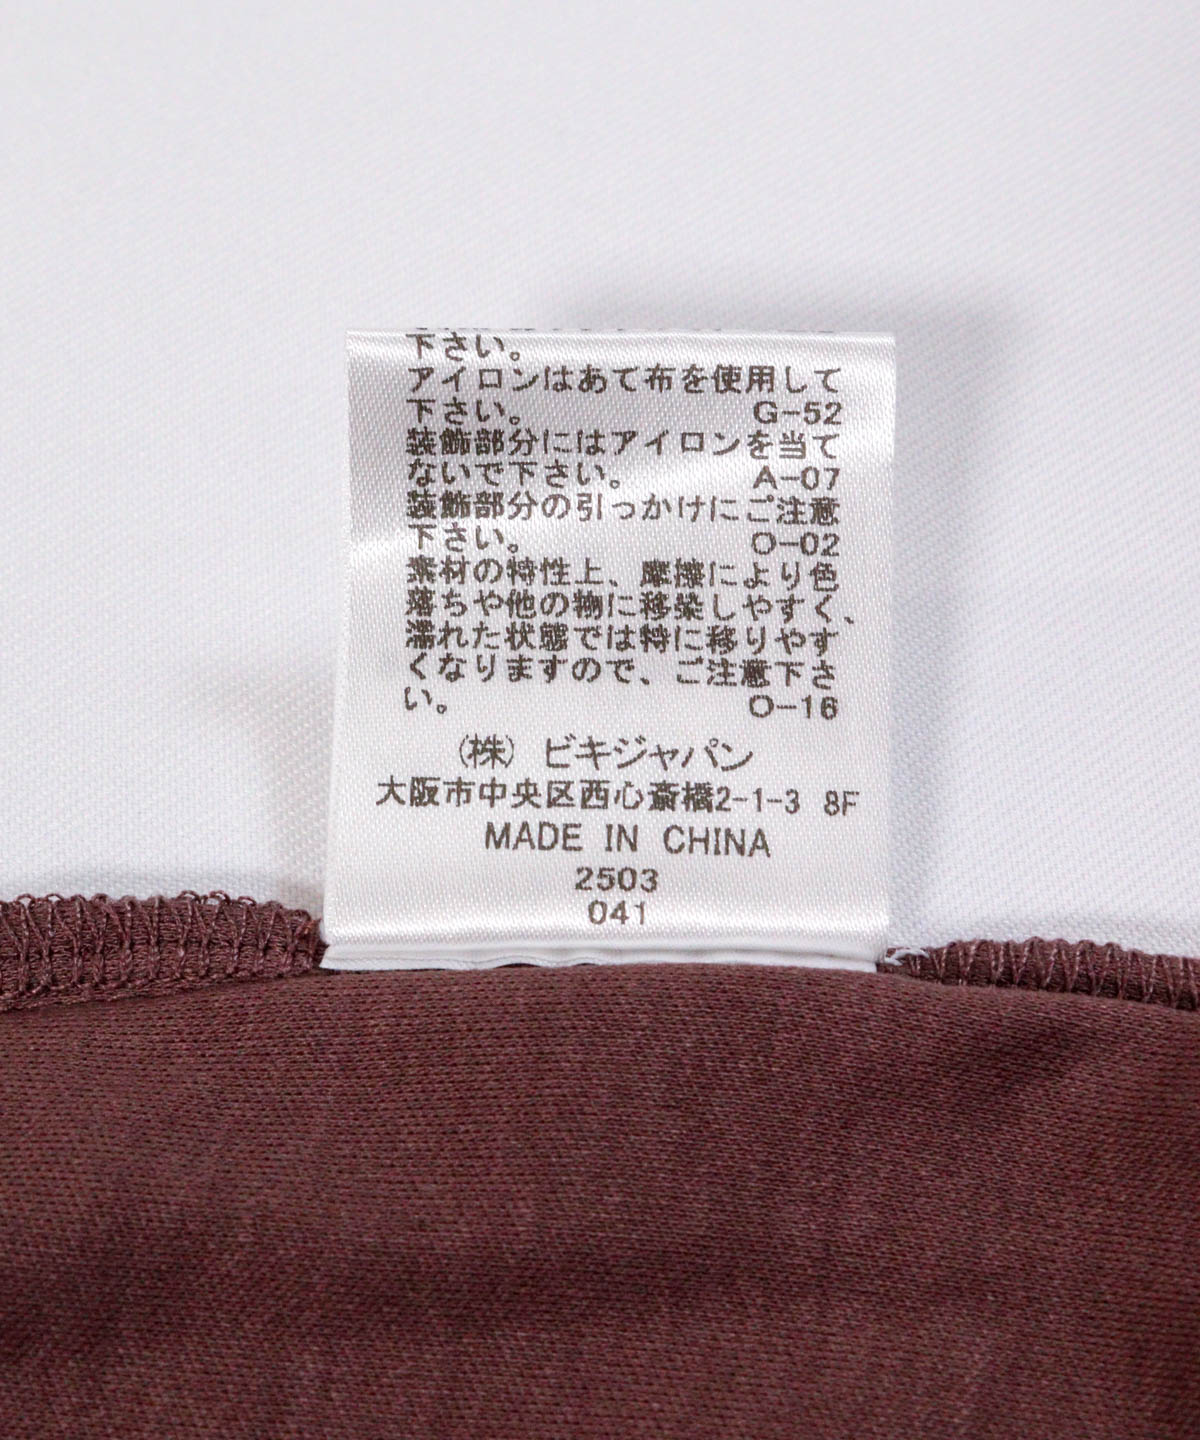 下さい。
アイロンはあて布を使用して
下さい。 G-52
装飾部分にはアイロンを当て
ないで下さい。 A-07
装飾部分の引っかけにご注意
下さい。 O-02
素材の特性上、摩擦により色
落ちや他の物に移染しやすく、
濡れた状態では特に移りやす
くなりますので、ご注意下さ
い。 O-16
(株) ビキジャパン
大阪市中央区西心斎橋2-1-3 8F
MADE IN CHINA
2503
041